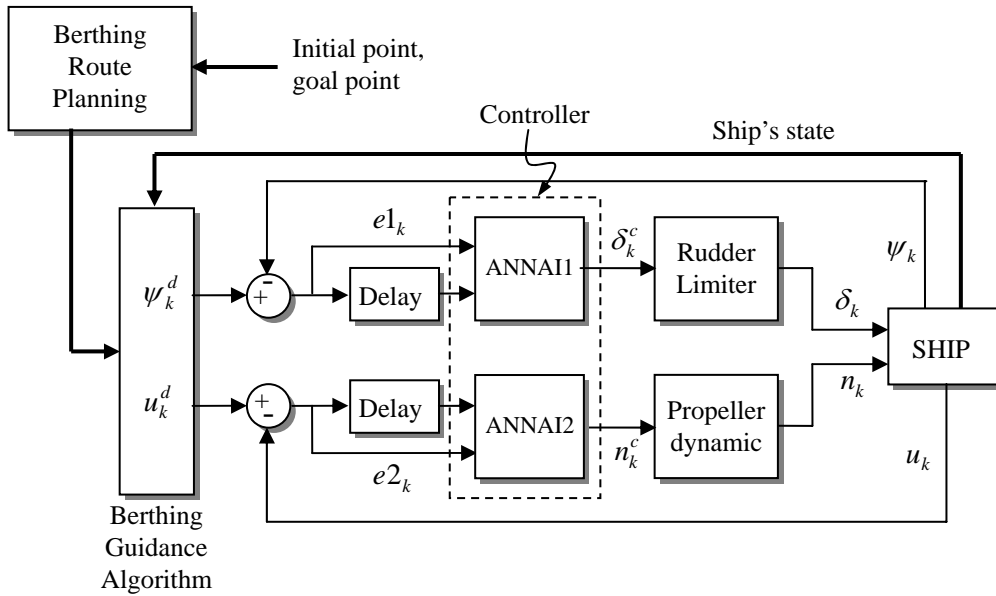 Berthing
Route
Planning
Initial point,
goal point
Controller
Ship's state
e1ₖ
ANNAI1
δₖᶜ
Rudder
Limiter
ψₖ
ψₖᵈ
+
-
Delay
δₖ
SHIP
uₖᵈ
+
-
Delay
ANNAI2
nₖᶜ
Propeller
dynamic
nₖ
uₖ
e2ₖ
Berthing
Guidance
Algorithm